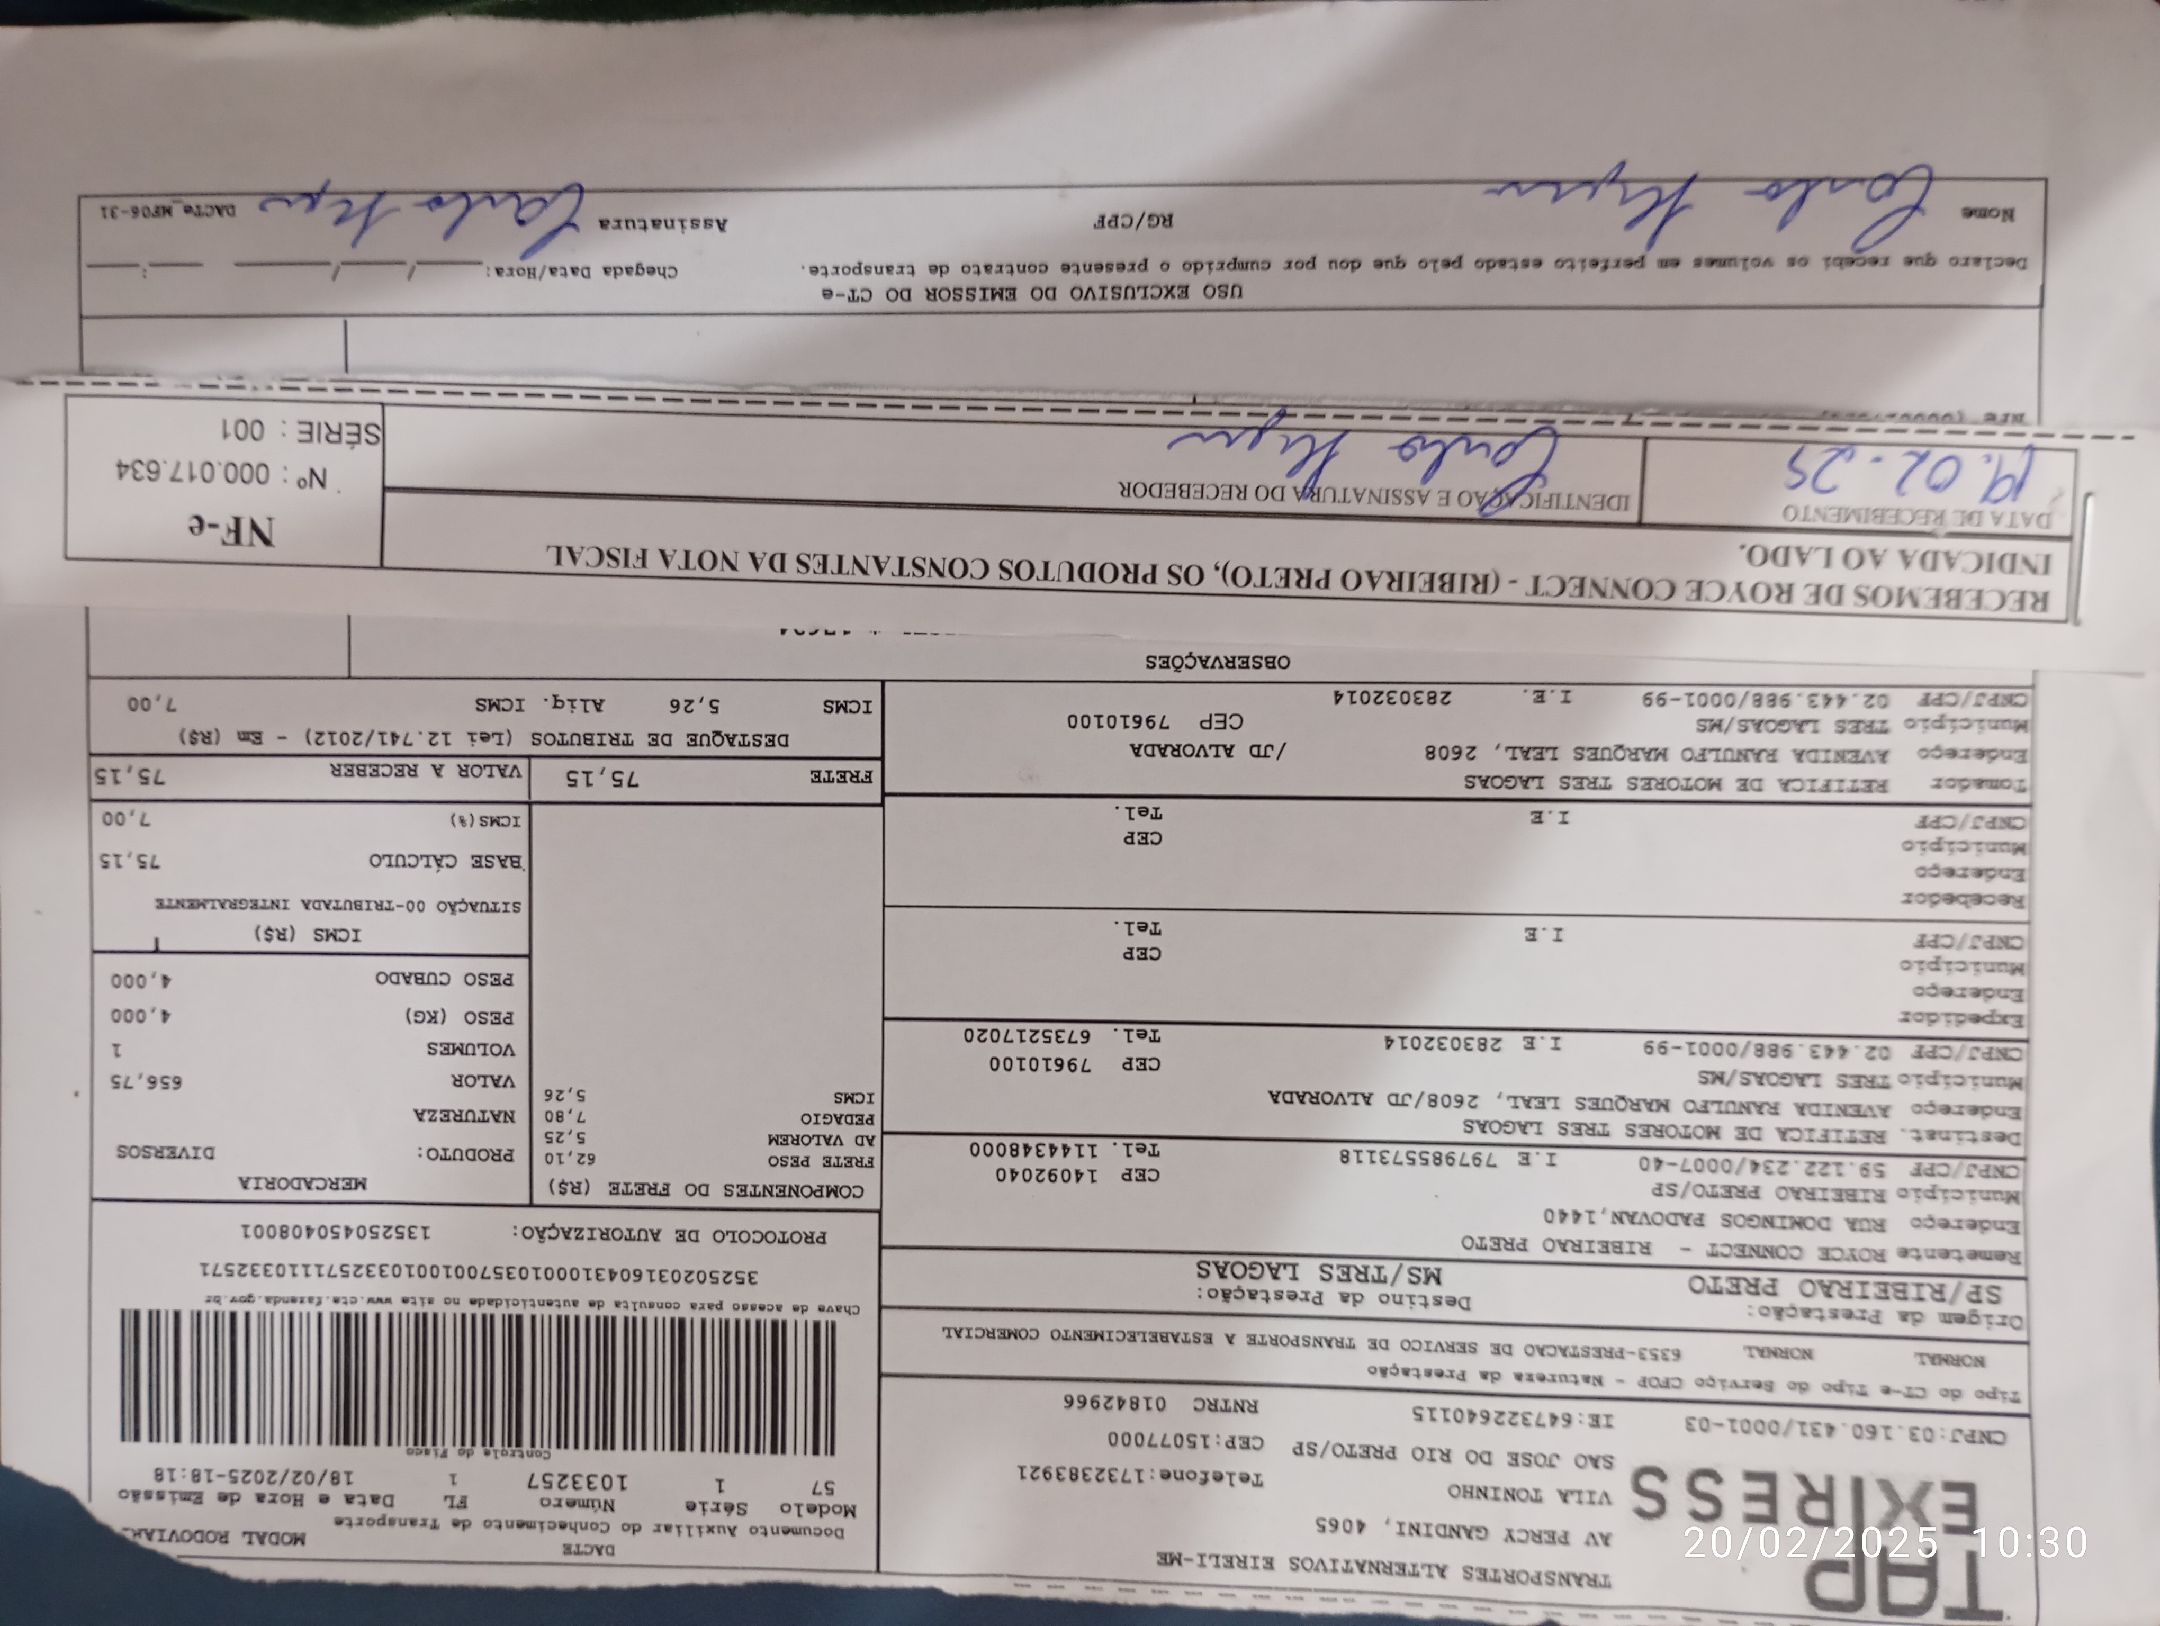 TAP
EXPRESS
TRANSPORTES ALTERNATIVOS EIRELI-ME
AV PERCY GANDINI, 4065
VILA TONINHO Telefone:1732383921
SAO JOSE DO RIO PRETO/SP CEP:15077000
CNPJ:03.160.431/0001-03 IE:647322640115 RNTRC 01842966
DACTE MODAL RODOVIAR
Documento Auxiliar do Conhecimento de Transporte
Modelo Série Número FL Data e Hora de Emissão
57 1 1033257 1 18/02/2025-18:18
Controle do Fisco
Chave de acesso para consulta de autenticidade no site www.cte.fazenda.gov.br
35250203160431000103570010010332571110332571
PROTOCOLO DE AUTORIZAÇÃO: 135250450408001
Tipo do CT-e Tipo do Serviço CFOP - Natureza da Prestação
NORMAL NORMAL 6353-PRESTACAO DE SERVICO DE TRANSPORTE A ESTABELECIMENTO COMERCIAL
Origem da Prestação: Destino da Prestação:
SP/RIBEIRAO PRETO MS/TRES LAGOAS
Remetente ROYCE CONNECT - RIBEIRAO PRETO
Endereço RUA DOMINGOS PADOVAN,1440
Município RIBEIRAO PRETO/SP CEP 14092040
CNPJ/CPF 59.122.234/0007-40 I.E 797985573118 Tel. 1144348000
Destinat. RETIFICA DE MOTORES TRES LAGOAS
Endereço AVENIDA RANULFO MARQUES LEAL, 2608/JD ALVORADA
Município TRES LAGOAS/MS CEP 79610100
CNPJ/CPF 02.443.988/0001-99 I.E 283032014 Tel. 6735217020
Expedidor
Endereço
Município CEP
CNPJ/CPF I.E Tel.
Recebedor
Endereço
Município CEP
CNPJ/CPF I.E Tel.
Tomador RETIFICA DE MOTORES TRES LAGOAS
Endereço AVENIDA RANULFO MARQUES LEAL, 2608 /JD ALVORADA
Município TRES LAGOAS/MS CEP 79610100
CNPJ/CPF 02.443.988/0001-99 I.E. 283032014
COMPONENTES DO FRETE (R$)
FRETE PESO 62,10
AD VALOREM 5,25
PEDAGIO 7,80
ICMS 5,26
MERCADORIA
PRODUTO: DIVERSOS
NATUREZA
VALOR 656,75
VOLUMES 1
PESO (KG) 4,000
PESO CUBADO 4,000
ICMS (R$)
SITUAÇÃO 00-TRIBUTADA INTEGRALMENTE
BASE CÁLCULO 75,15
ICMS(%) 7,00
FRETE 75,15 VALOR A RECEBER 75,15
DESTAQUE DE TRIBUTOS (Lei 12.741/2012) - Em (R$)
ICMS 5,26 Aliq. ICMS 7,00
OBSERVAÇÕES
RECEBEMOS DE ROYCE CONNECT - (RIBEIRAO PRETO), OS PRODUTOS CONSTANTES DA NOTA FISCAL
INDICADA AO LADO.
DATA DE RECEBIMENTO
19.02-25
IDENTIFICAÇÃO E ASSINATURA DO RECEBEDOR
NF-e
Nº : 000.017.634
SÉRIE : 001
USO EXCLUSIVO DO EMISSOR DO CT-e
Declaro que recebi os volumes em perfeito estado pelo que dou por cumprido o presente contrato de transporte.
Chegada Data/Hora: ___/___/___ __:__
Nome RG/CPF Assinatura DACTe_MF06-31
20/02/2025 10:30